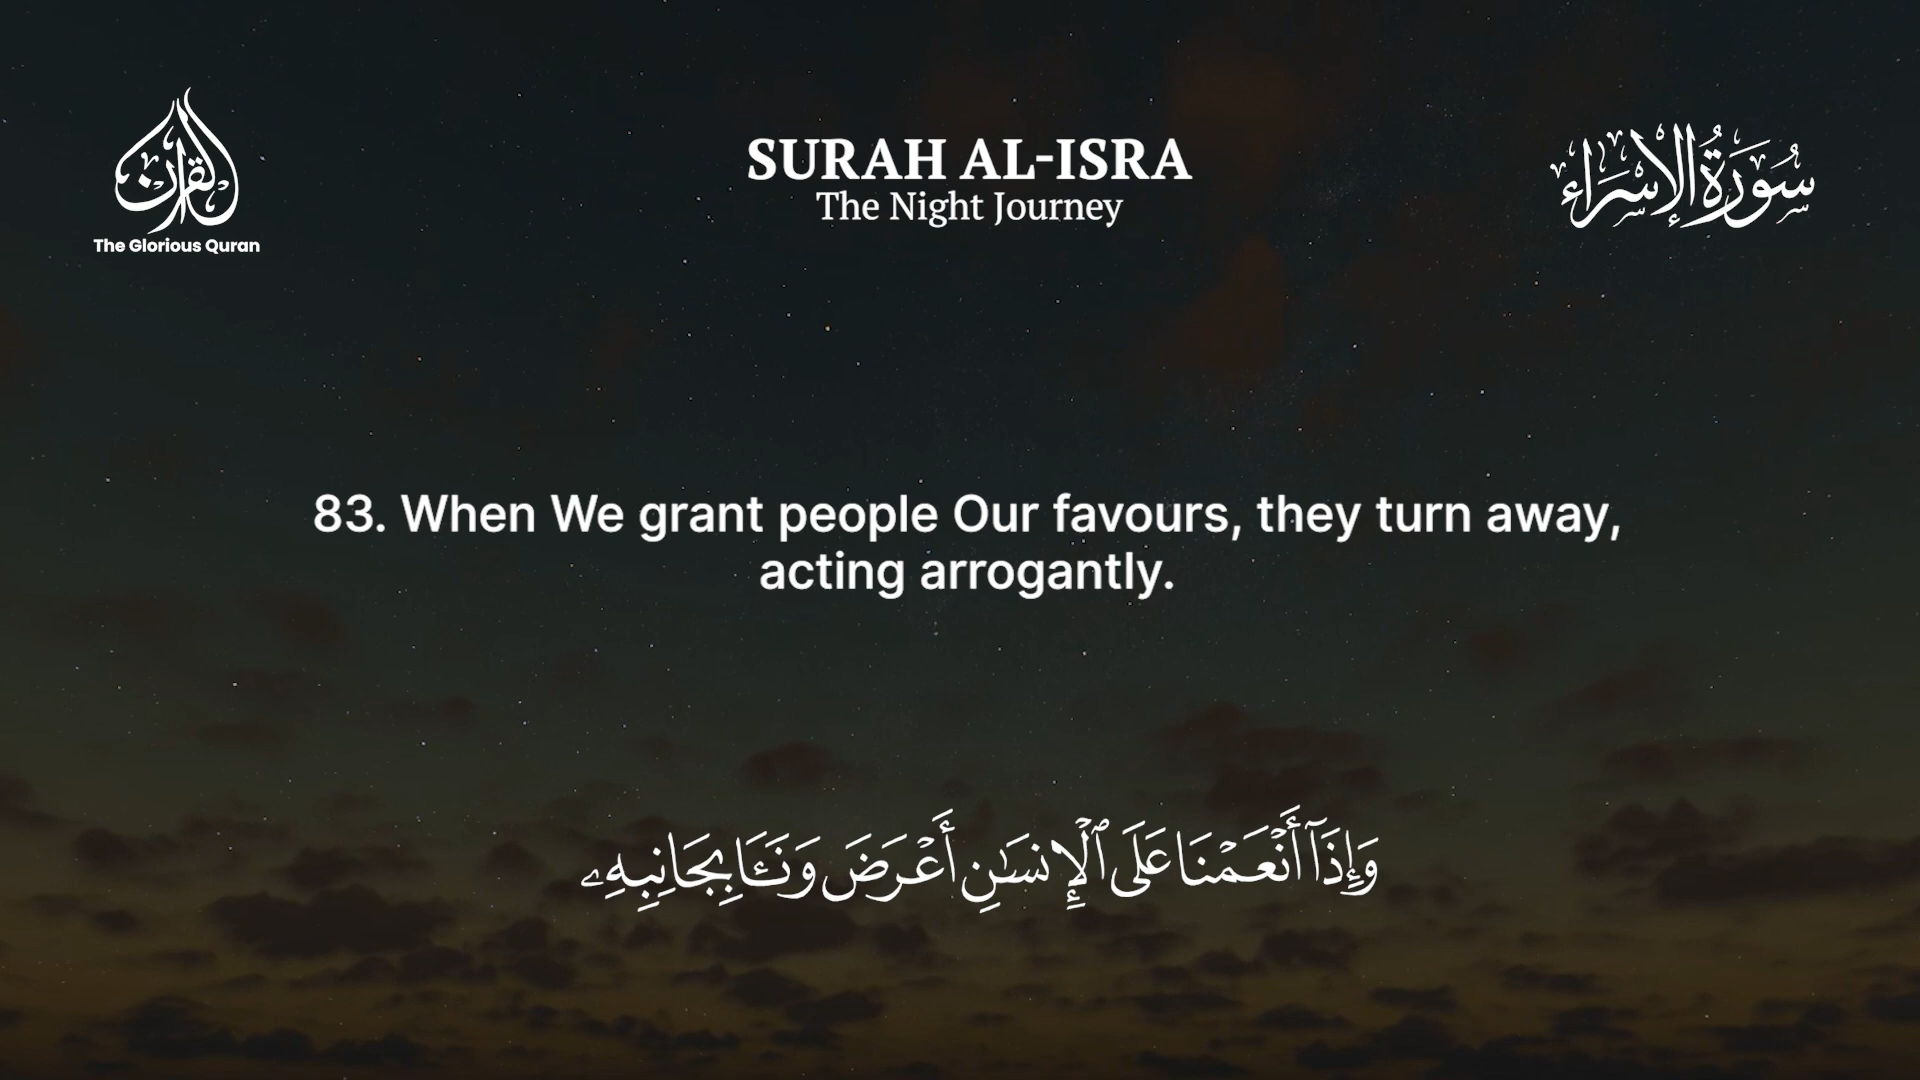 القرآن
The Glorious Quran
SURAH AL-ISRA
The Night Journey
سُورَةُ الإِسْرَاء
83. When We grant people Our favours, they turn away,
acting arrogantly.
وَإِذَآ أَنْعَمْنَا عَلَى ٱلْإِنسَـٰنِ أَعْرَضَ وَنَـَٔا بِجَانِبِهِۦ